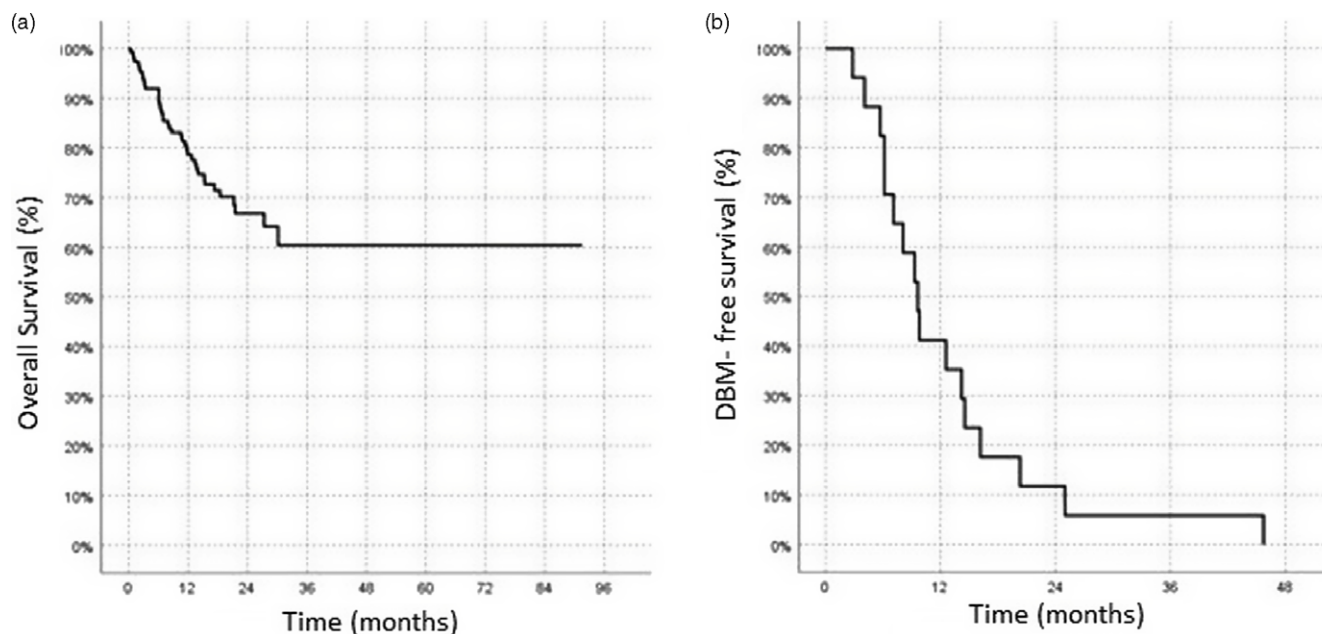 (a)
Overall Survival (%)
100%
90%
80%
70%
60%
50%
40%
30%
20%
10%
0%
0 12 24 36 48 60 72 84 96
Time (months)
(b)
DBM- free survival (%)
100%
90%
80%
70%
60%
50%
40%
30%
20%
10%
0%
0 12 24 36 48
Time (months)